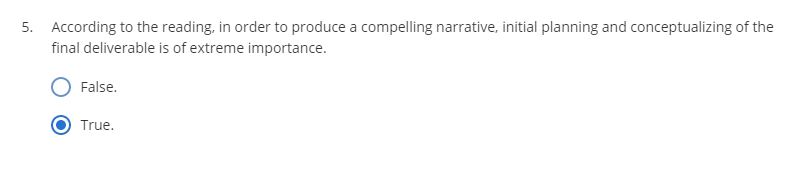 5. According to the reading, in order to produce a compelling narrative, initial planning and conceptualizing of the
final deliverable is of extreme importance.
False.
True.